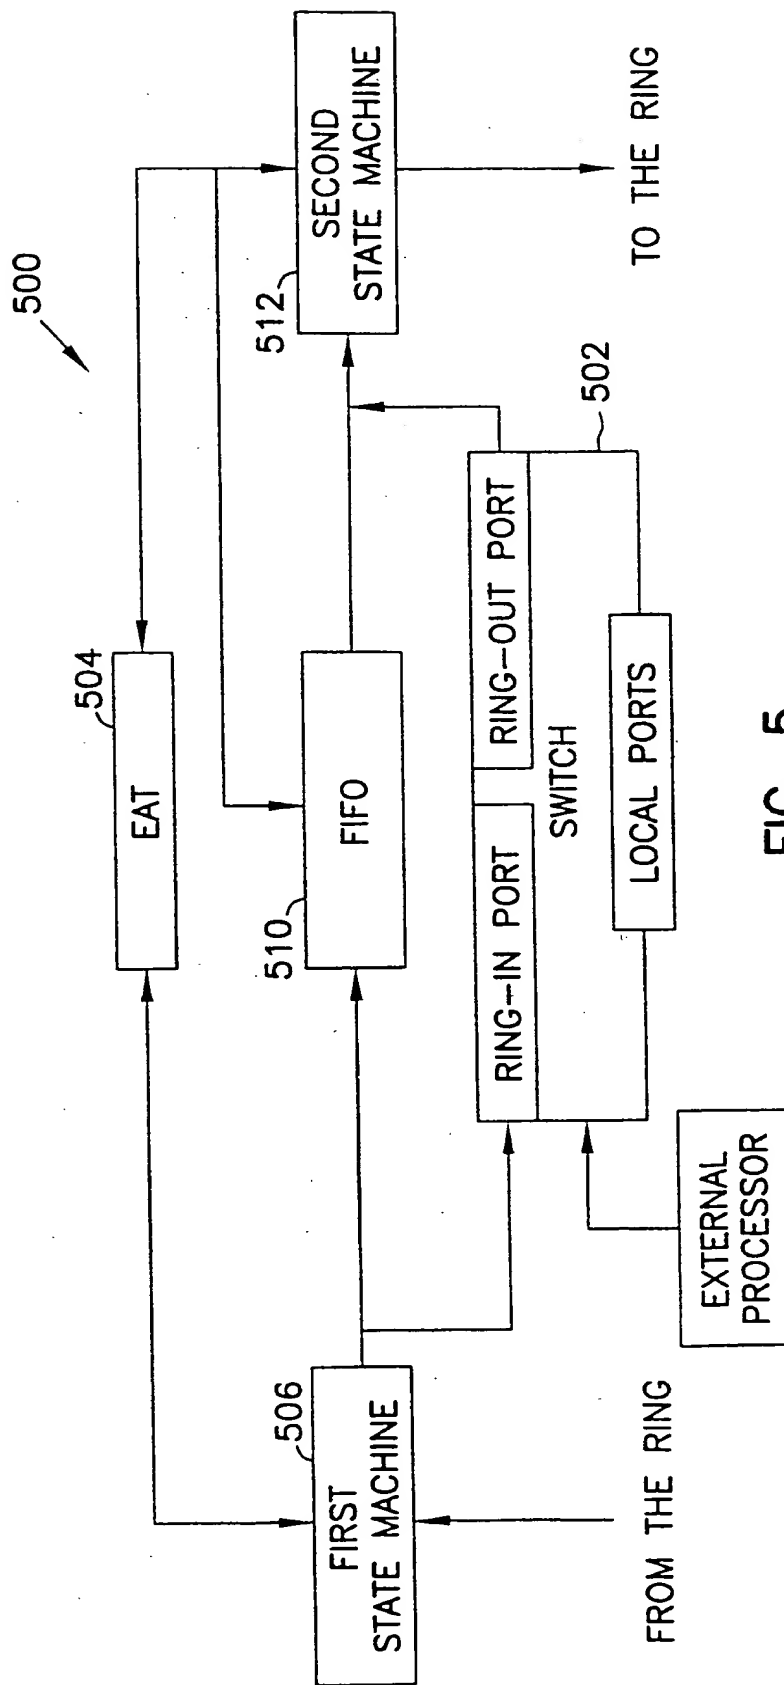 500
504
EAT
506
FIRST
STATE MACHINE
510
FIFO
512
SECOND
STATE MACHINE
RING-IN PORT
RING-OUT PORT
SWITCH
502
LOCAL PORTS
EXTERNAL
PROCESSOR
FROM THE RING
TO THE RING
FIG. 5